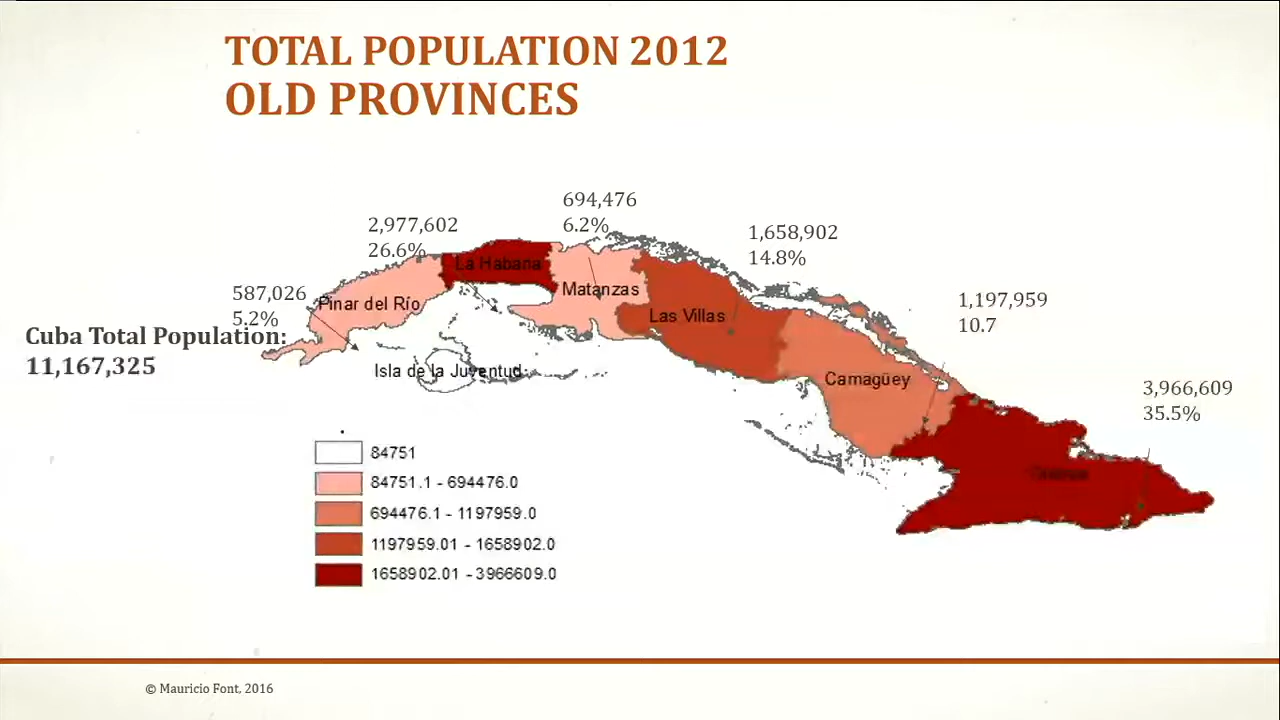 TOTAL POPULATION 2012
OLD PROVINCES
694,476
6.2%
2,977,602
26.6%
1,658,902
14.8%
La Habana
587,026
5.2%
Pinar del Río
Matanzas
1,197,959
10.7
Las Villas
Cuba Total Population:
11,167,325
Isla de la Juventud
Camagüey
3,966,609
35.5%
84751
84751.1 - 694476.0
694476.1 - 1197959.0
1197959.01 - 1658902.0
1658902.01 - 3966609.0
© Mauricio Font, 2016